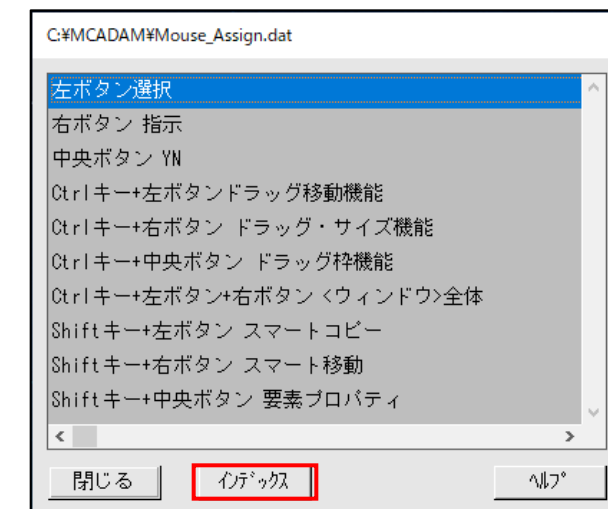 C:¥MCADAM¥Mouse_Assign.dat
左ボタン選択
右ボタン 指示
中央ボタン YN
Ctrlキー+左ボタンドラッグ移動機能
Ctrlキー+右ボタン ドラッグ・サイズ機能
Ctrlキー+中央ボタン ドラッグ枠機能
Ctrlキー+左ボタン+右ボタン <ウィンドウ>全体
Shiftキー+左ボタン スマートコピー
Shiftキー+右ボタン スマート移動
Shiftキー+中央ボタン 要素プロパティ
閉じる インデックス ヘルプ